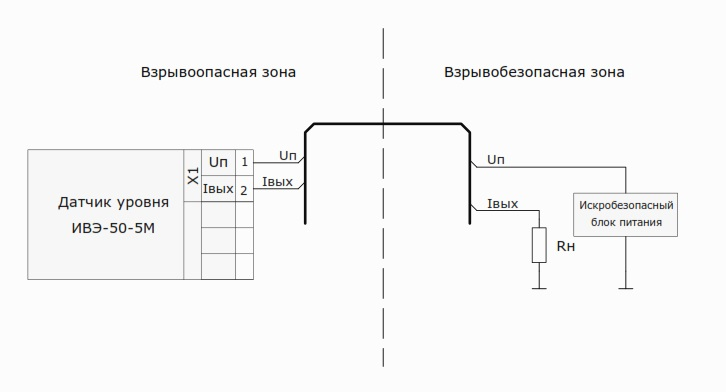 Взрывоопасная зона
Взрывобезопасная зона
Датчик уровня
ИВЭ-50-5М
X1
Uп 1
Iвых 2
Uп
Iвых
Uп
Iвых
Rн
Искробезопасный
блок питания